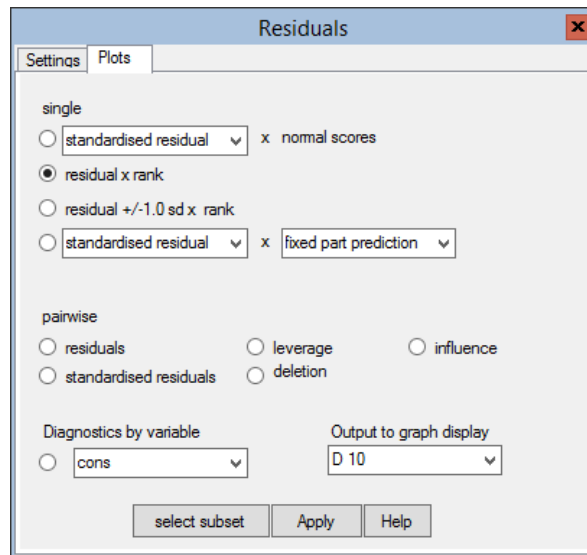 Residuals
Settings Plots
single
standardised residual x normal scores
residual x rank
residual +/-1.0 sd x rank
standardised residual x fixed part prediction
pairwise
residuals leverage influence
standardised residuals deletion
Diagnostics by variable Output to graph display
cons D 10
select subset Apply Help